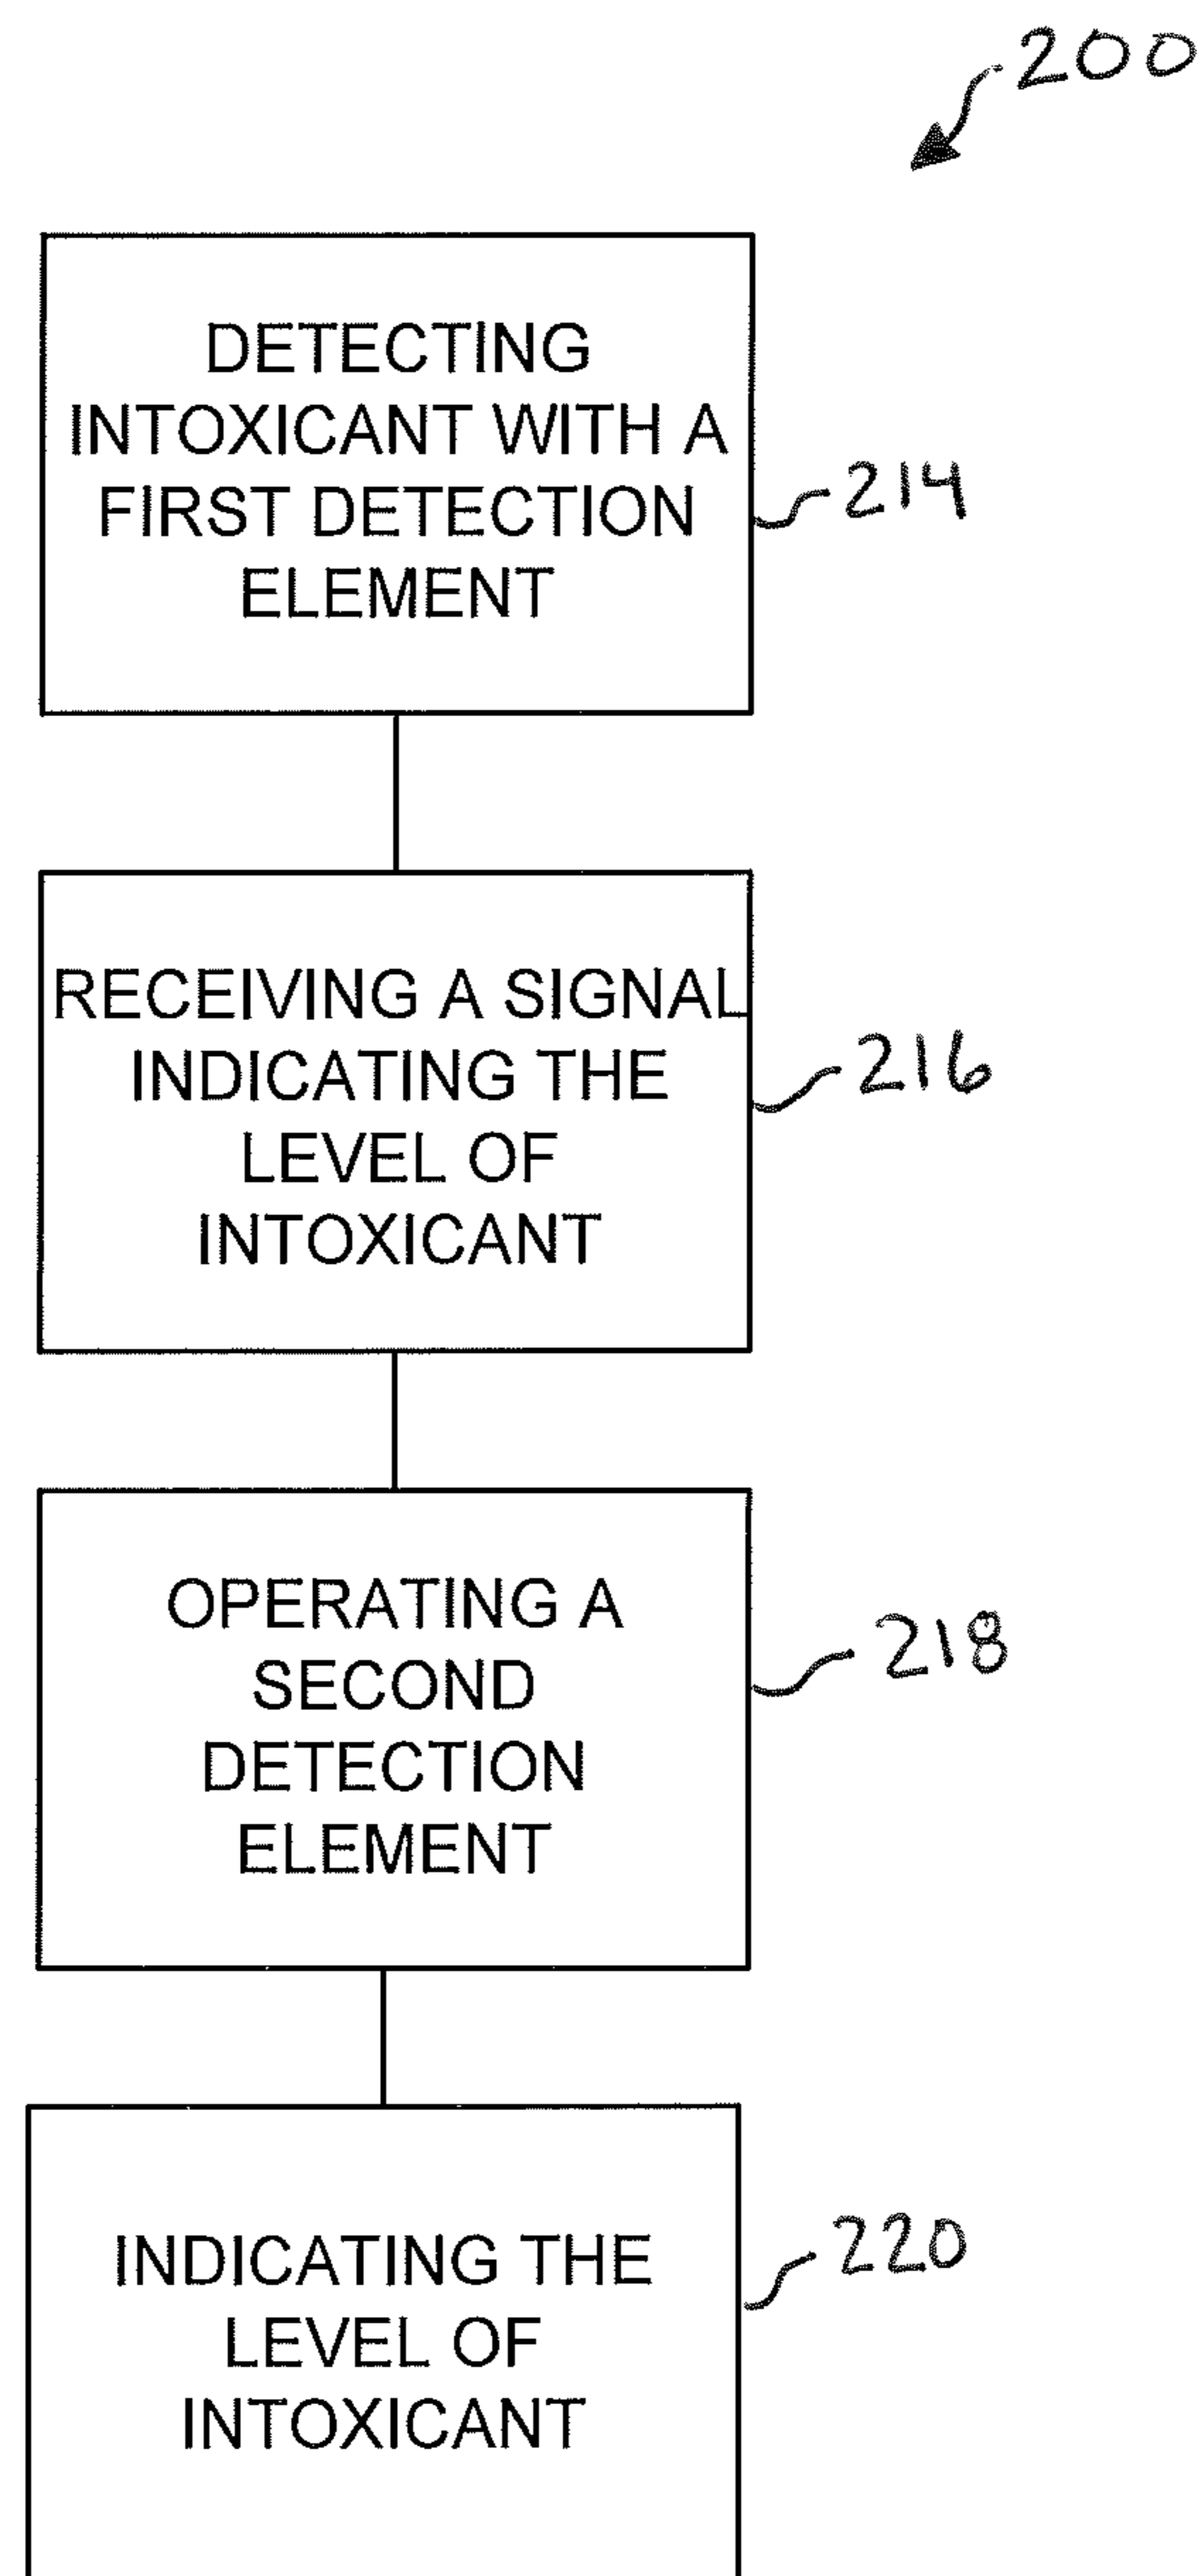 200
DETECTING
INTOXICANT WITH A
FIRST DETECTION
ELEMENT
214
RECEIVING A SIGNAL
INDICATING THE
LEVEL OF
INTOXICANT
216
OPERATING A
SECOND
DETECTION
ELEMENT
218
INDICATING THE
LEVEL OF
INTOXICANT
220